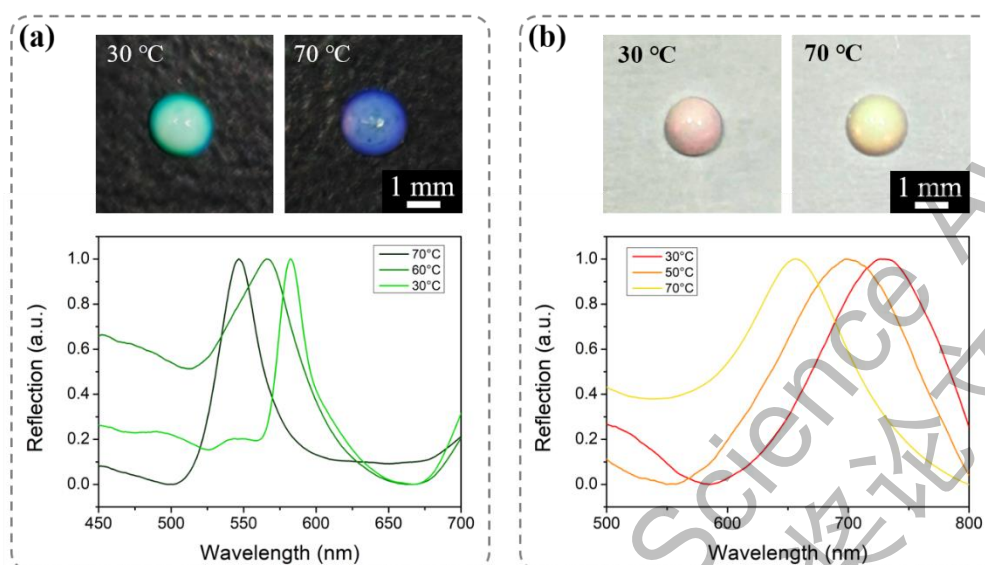 (a)
30 °C
70 °C
1 mm
1.0
0.8
0.6
0.4
0.2
0.0
Reflection (a.u.)
70°C
60°C
30°C
450 500 550 600 650 700
Wavelength (nm)
(b)
30 °C
70 °C
1 mm
1.0
0.8
0.6
0.4
0.2
0.0
Reflection (a.u.)
30°C
50°C
70°C
500 600 700 800
Wavelength (nm)
Science A
论文